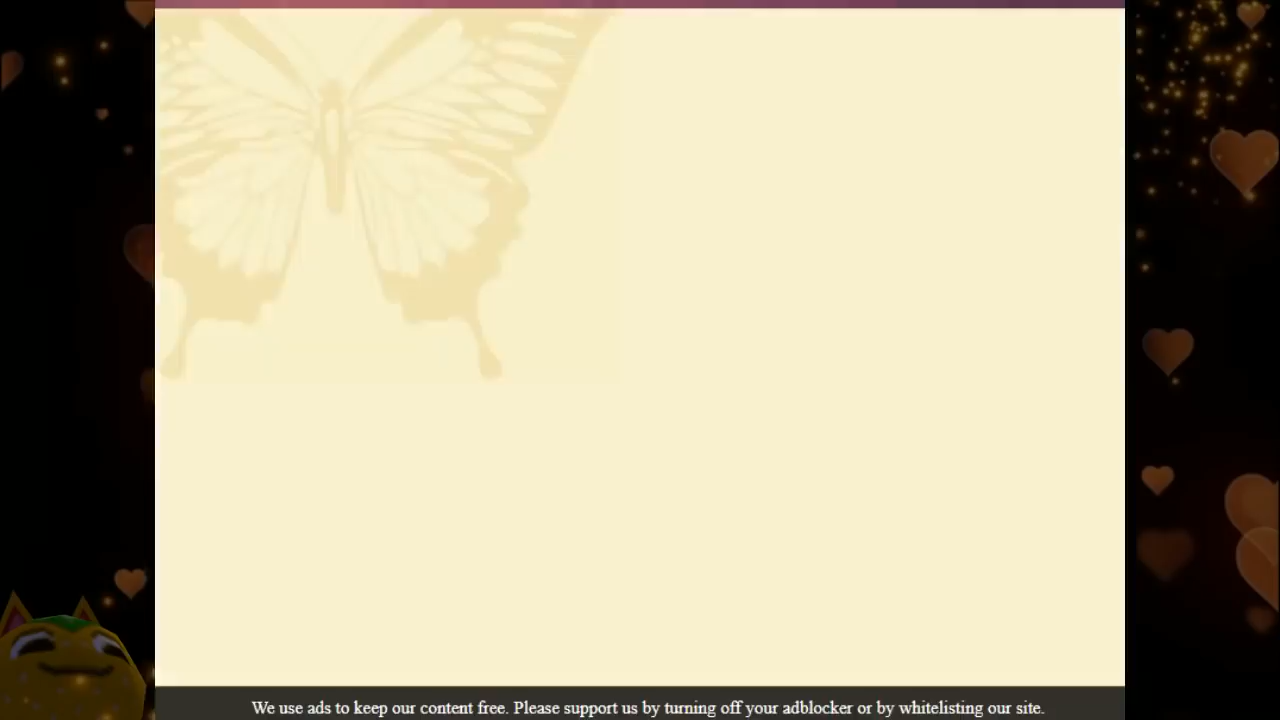 We use ads to keep our content free. Please support us by turning off your adblocker or by whitelisting our site.